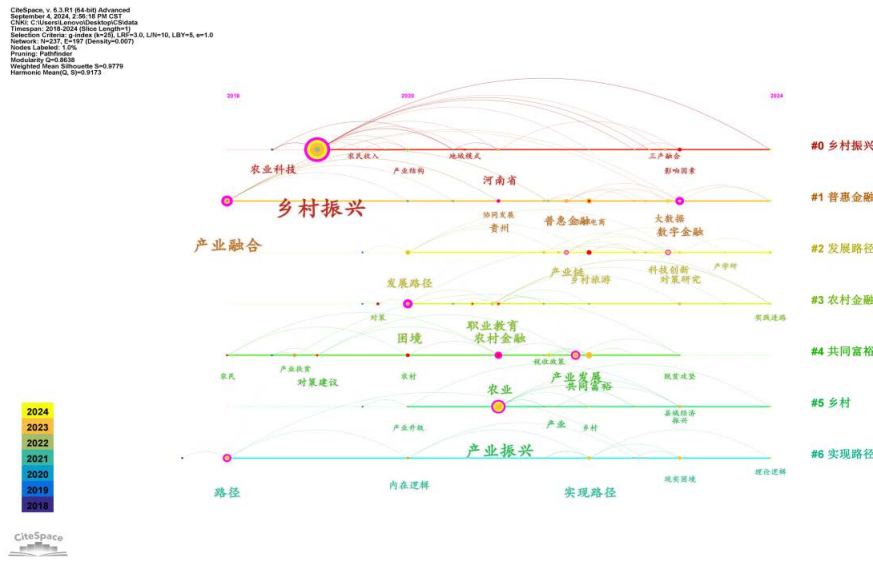 CiteSpace, v. 6.3.R1 (64-bit) Advanced
September 4, 2024, 2:56:18 PM CST
CNKI: C:\Users\Lenovo\Desktop\CS\data
Timespan: 2018-2024 (Slice Length=1)
Selection Criteria: g-index (k=25), LRF=3.0, L/N=10, LBY=5, e=1.0
Network: N=237, E=197 (Density=0.007)
Nodes Labeled: 1.0%
Pruning: Pathfinder
Modularity Q=0.8638
Weighted Mean Silhouette S=0.9779
Harmonic Mean(Q, S)=0.9173
2018
2020
2024
#0 乡村振兴
农业科技
农民收入
产业结构
地域模式
三产融合
影响因素
河南省
#1 普惠金融
乡村振兴
产业融合
协同发展
贵州
普惠金融
电商
大数据
数字金融
#2 发展路径
发展路径
产业链
乡村旅游
科技创新
对策研究
产学研
#3 农村金融
对策
困境
职业教育
农村金融
实践进路
#4 共同富裕
税收政策
农民
产业扶贫
对策建议
农村
产业发展
共同富裕
脱贫攻坚
#5 乡村
农业
产业升级
产业
乡村
县域经济
振兴
产业振兴
#6 实现路径
路径
内在逻辑
实现路径
现实困境
理论逻辑
2024
2023
2022
2021
2020
2019
2018
CiteSpace